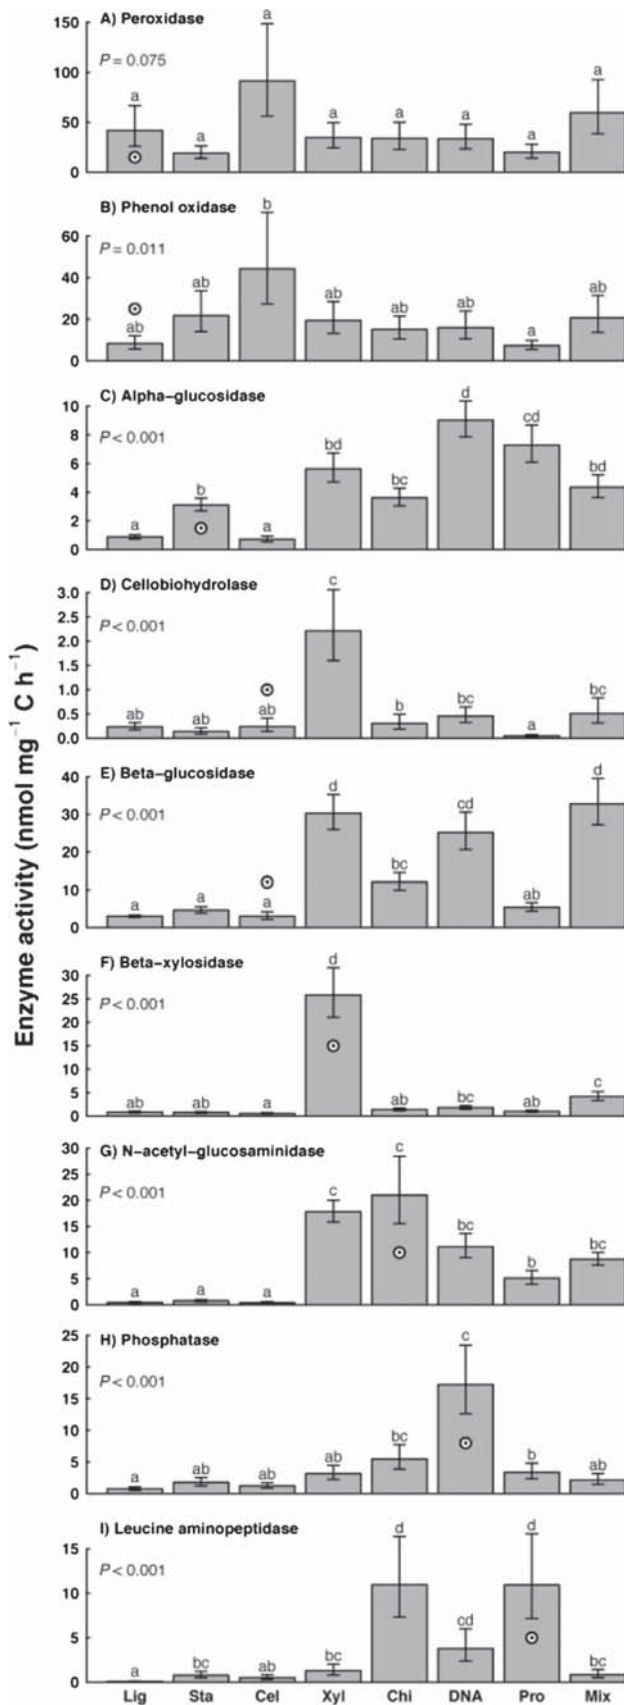 Enzyme activity (nmol mg⁻¹ C h⁻¹)
A) Peroxidase
P = 0.075
150
100
50
0
a a a a a a a a
B) Phenol oxidase
P = 0.011
60
40
20
0
ab ab b ab ab ab a ab
C) Alpha-glucosidase
P < 0.001
10
8
6
4
2
0
a b a bd bc d cd bd
D) Cellobiohydrolase
P < 0.001
3.0
2.5
2.0
1.5
1.0
0.5
0.0
ab ab ab c b bc a bc
E) Beta-glucosidase
P < 0.001
40
30
20
10
0
a a a d bc cd ab d
F) Beta-xylosidase
P < 0.001
30
25
20
15
10
5
0
ab ab a d ab bc ab c
G) N-acetyl-glucosaminidase
P < 0.001
30
25
20
15
10
5
0
a a a c c bc b bc
H) Phosphatase
P < 0.001
25
20
15
10
5
0
a ab ab ab bc c b ab
I) Leucine aminopeptidase
P < 0.001
15
10
5
0
a bc ab bc d cd d bc
Lig Sta Cel Xyl Chi DNA Pro Mix